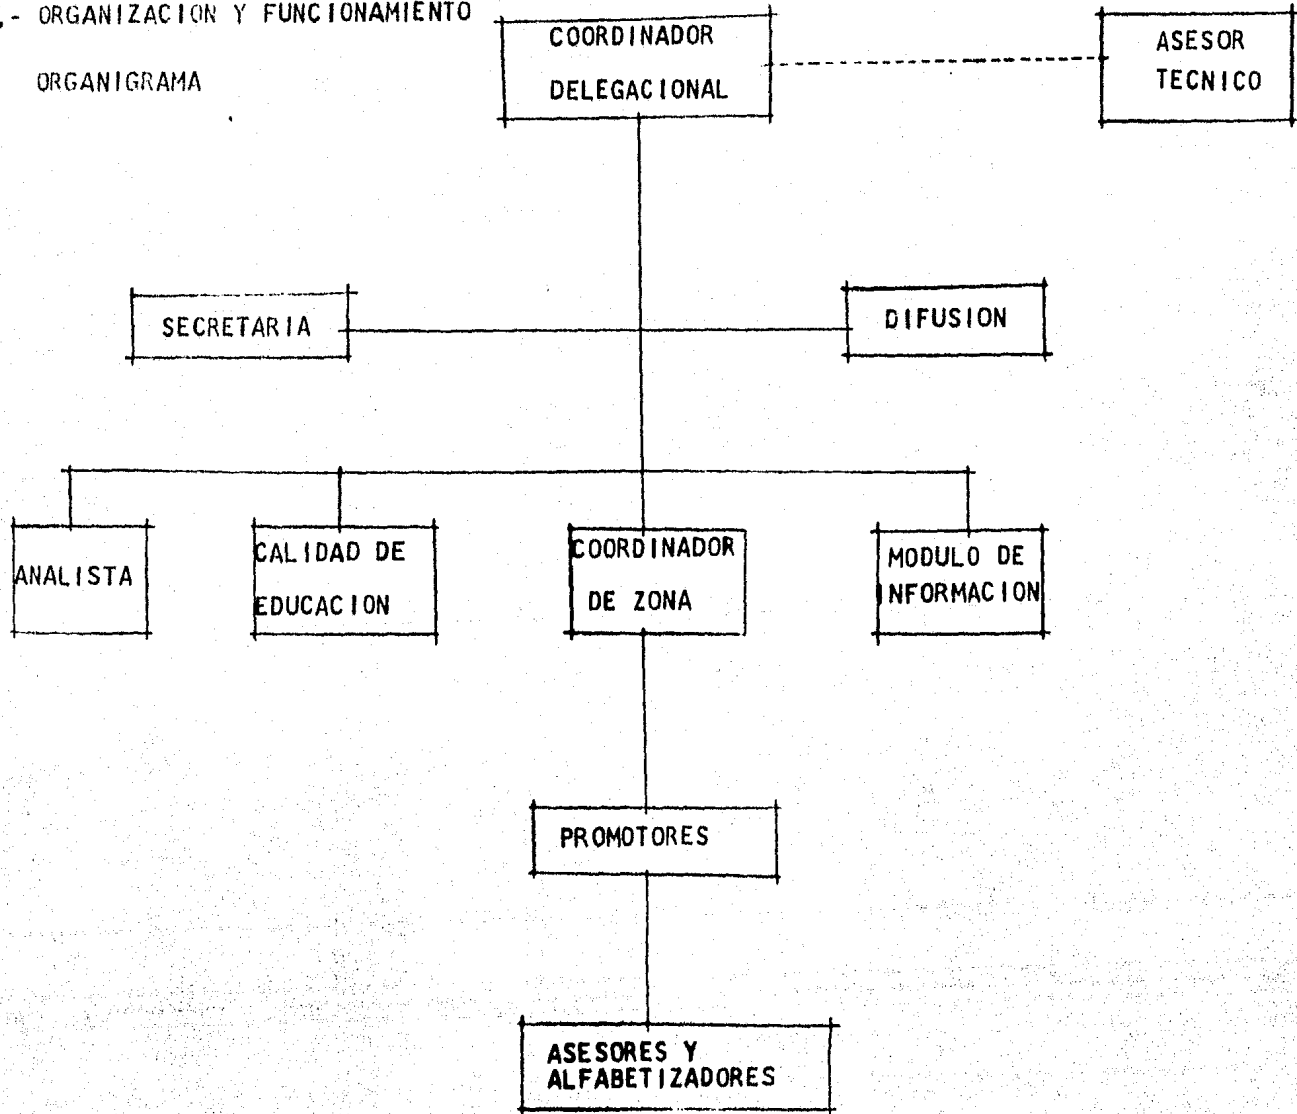 .- ORGANIZACION Y FUNCIONAMIENTO
ORGANIGRAMA
COORDINADOR
DELEGACIONAL
ASESOR
TECNICO
SECRETARIA
DIFUSION
ANALISTA
CALIDAD DE
EDUCACION
COORDINADOR
DE ZONA
MODULO DE
INFORMACION
PROMOTORES
ASESORES Y
ALFABETIZADORES